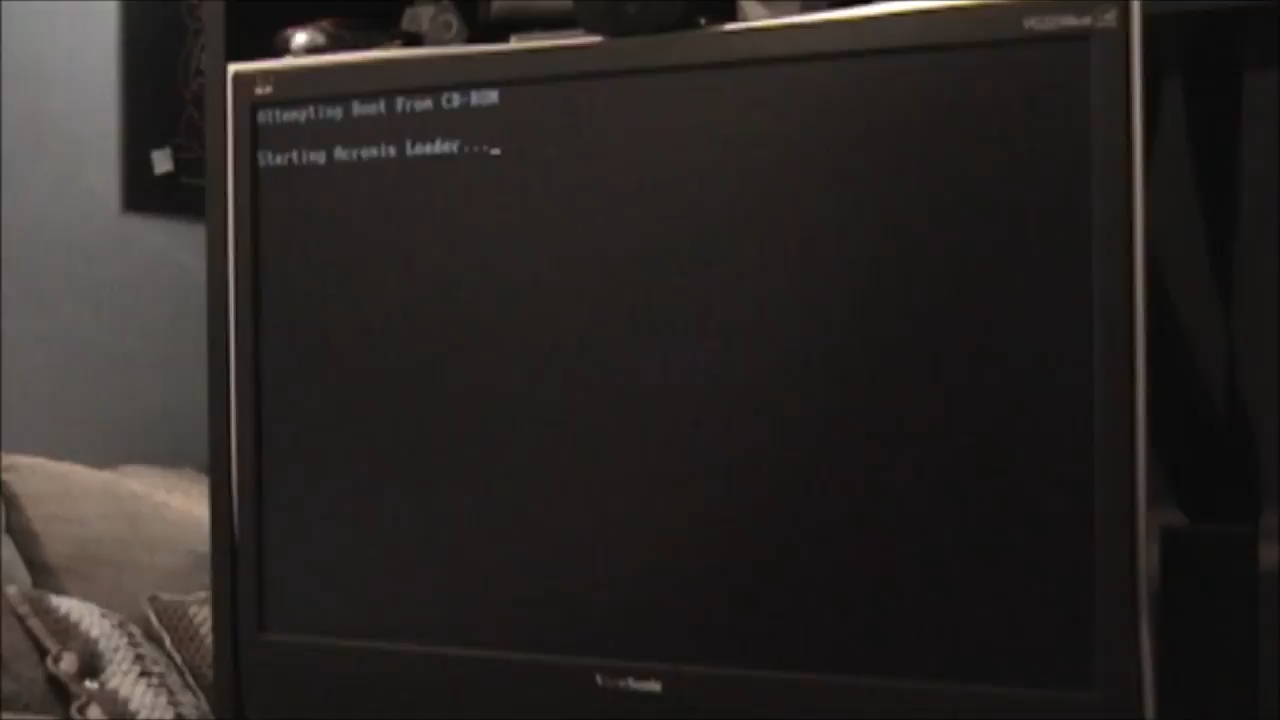 Attempting Boot From CD-ROM
Starting Acronis Loader..._
ViewSonic